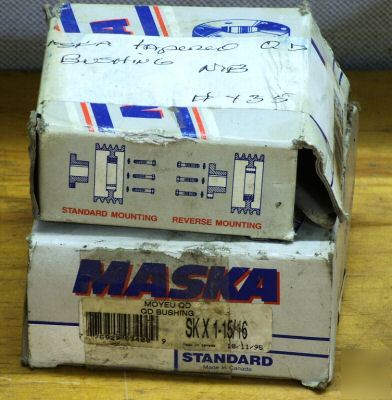 MASKA TAPERED QD
BUSHING NIB
#435
STANDARD MOUNTING
REVERSE MOUNTING
MASKA
MOYEU QD
QD BUSHING
SK X 1-15/16
18/11/96
STANDARD
Made in Canada